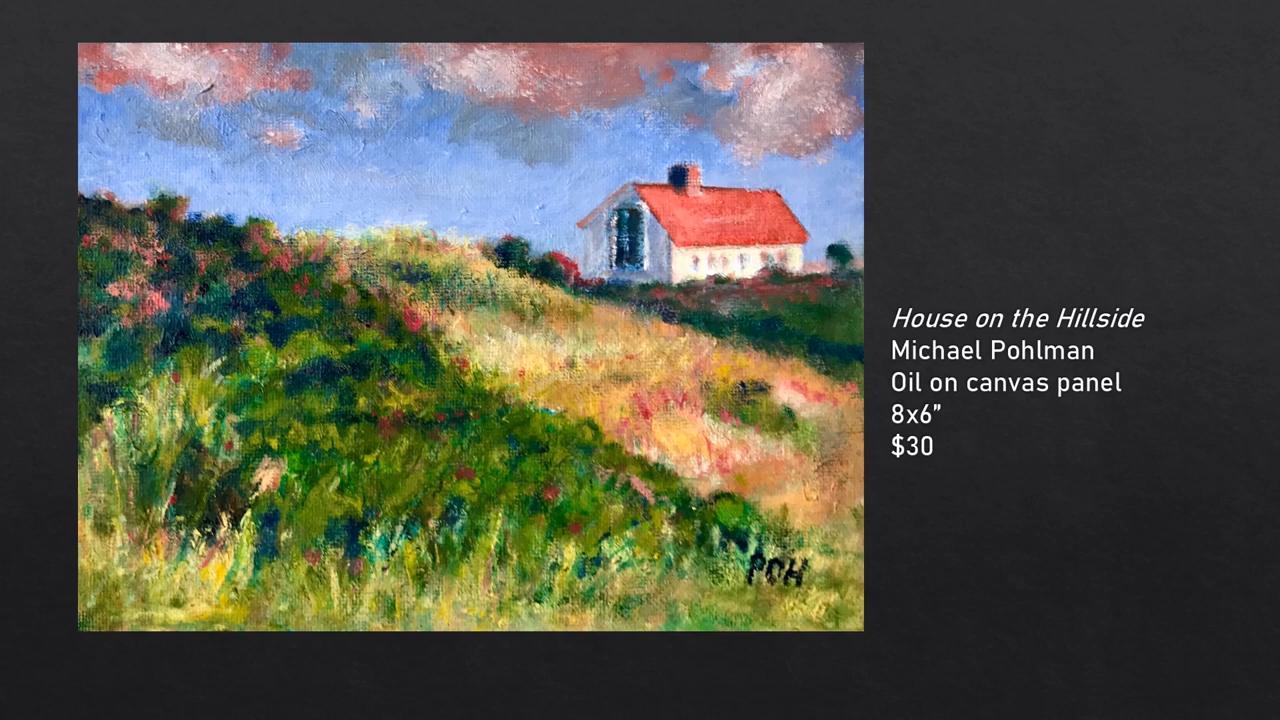 House on the Hillside
Michael Pohlman
Oil on canvas panel
8x6”
$30
POH